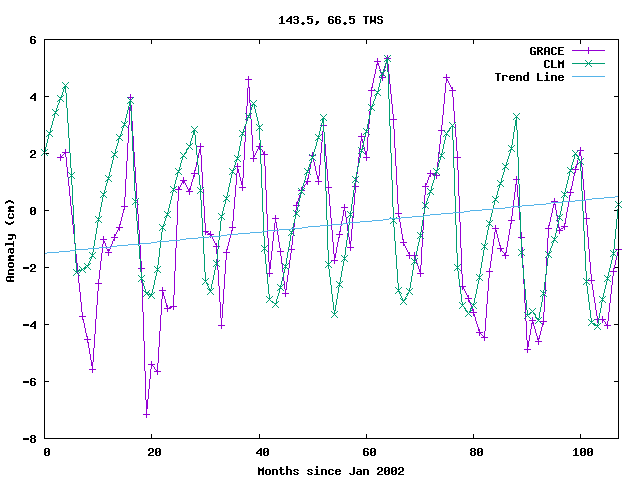 143.5, 66.5 TWS
GRACE
CLM
Trend Line
6
4
2
0
-2
-4
-6
-8
Anomaly (cm)
0 20 40 60 80 100
Months since Jan 2002